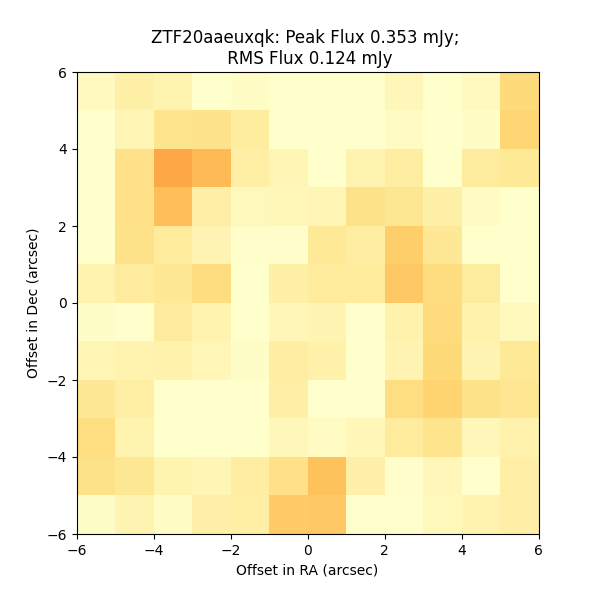 ZTF20aaeuxqk: Peak Flux 0.353 mJy;
RMS Flux 0.124 mJy
6
4
2
0
−2
−4
−6
Offset in Dec (arcsec)
−6 −4 −2 0 2 4 6
Offset in RA (arcsec)